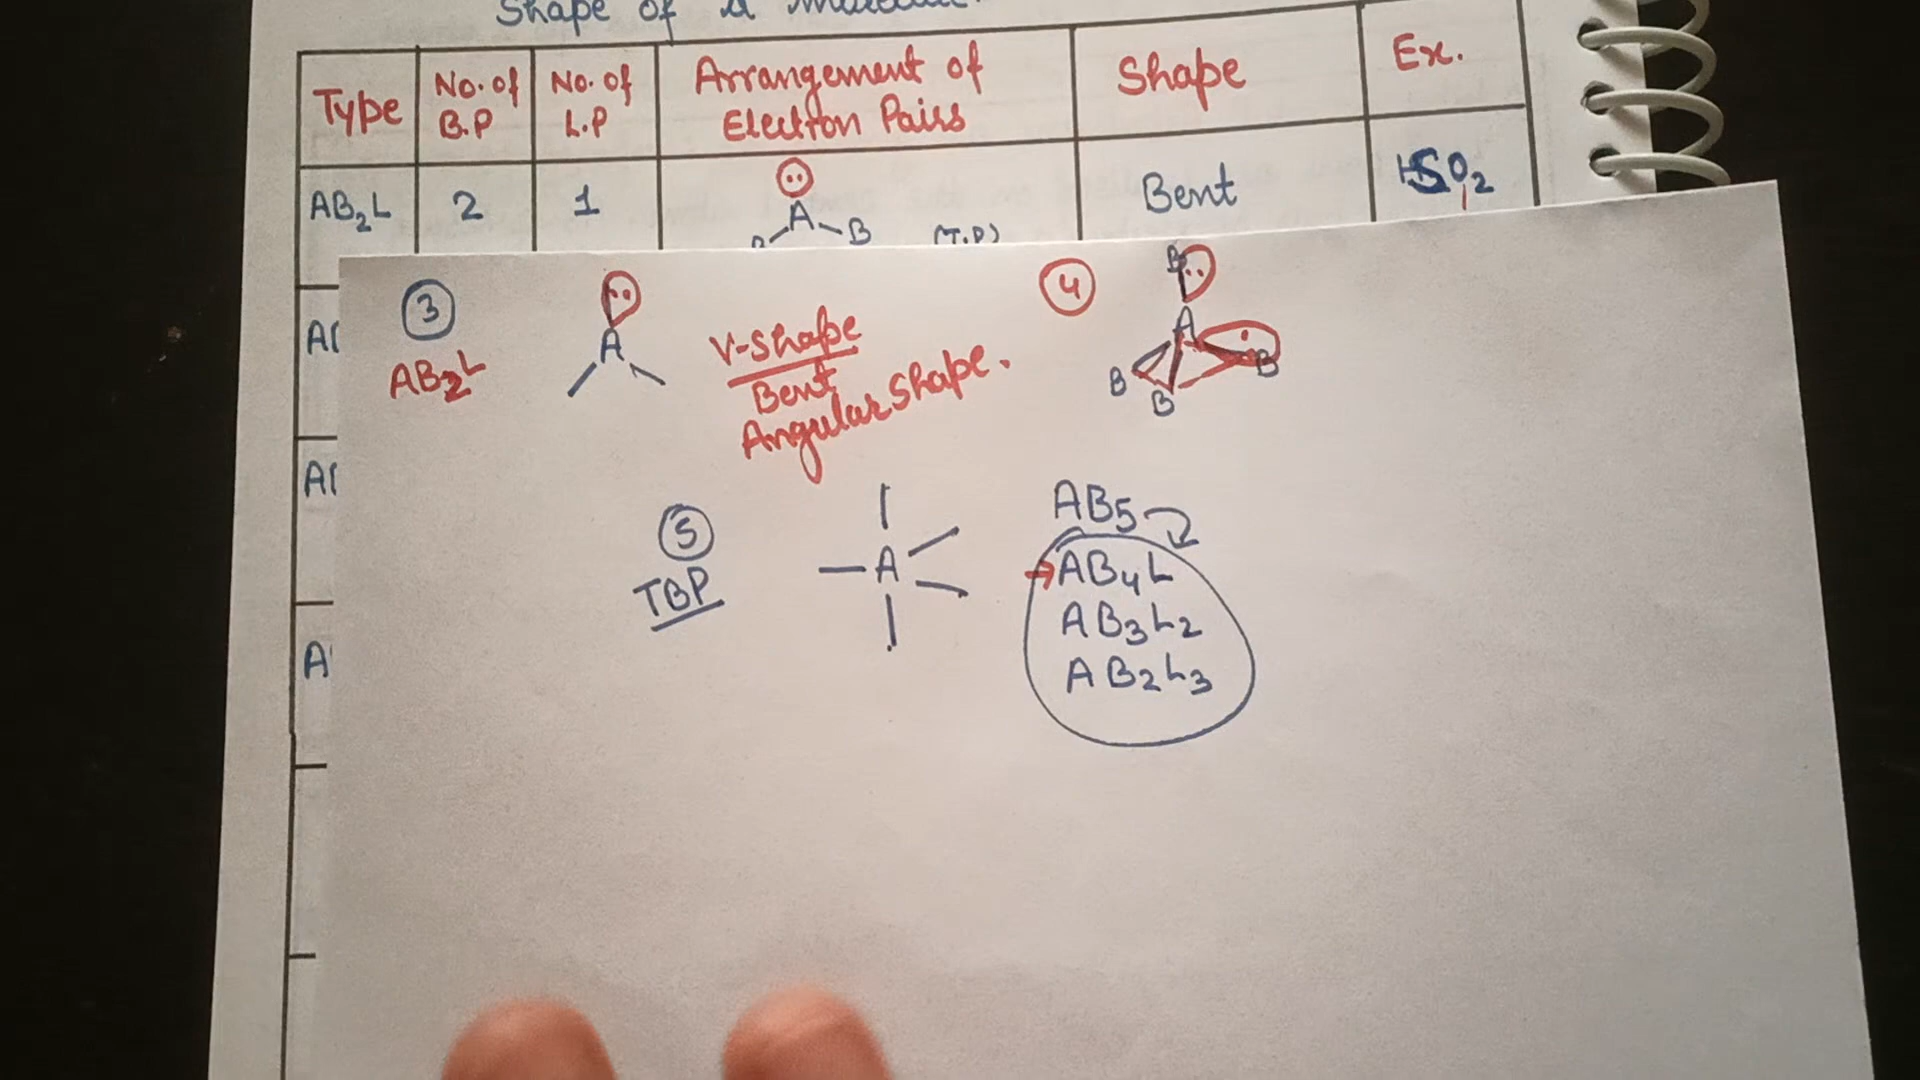 Shape of a
Type No. of B.P No. of L.P Arrangement of Electron Pairs Shape Ex.
AB2L 2 1 Bent SO2
A B (T.P)
3
AB2L
A
V-Shape
Bent
Angular Shape.
4
B
A
B B B
5
TBP
A
AB5
AB4L
AB3L2
AB2L3